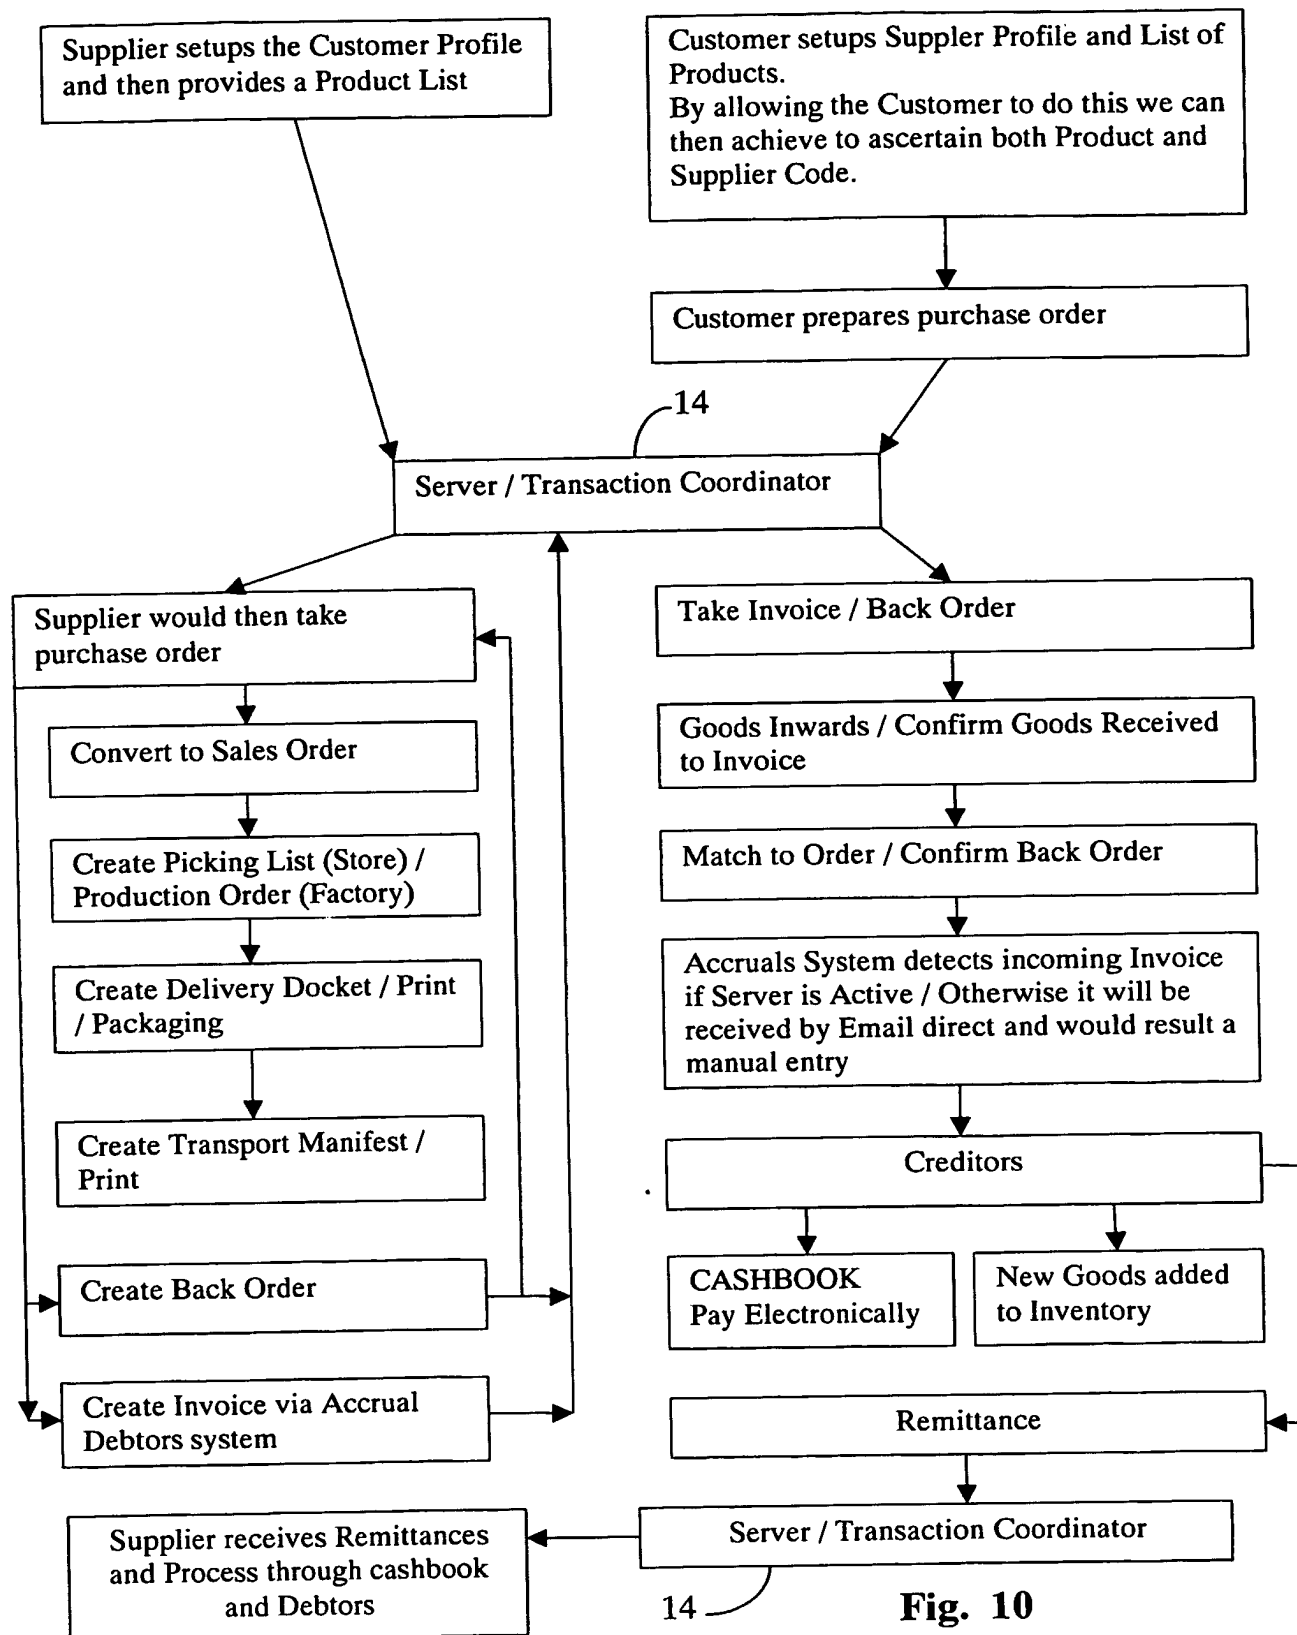 Supplier setups the Customer Profile
and then provides a Product List
Customer setups Suppler Profile and List of
Products.
By allowing the Customer to do this we can
then achieve to ascertain both Product and
Supplier Code.
Customer prepares purchase order
14
Server / Transaction Coordinator
Supplier would then take
purchase order
Convert to Sales Order
Create Picking List (Store) /
Production Order (Factory)
Create Delivery Docket / Print
/ Packaging
Create Transport Manifest /
Print
Create Back Order
Create Invoice via Accrual
Debtors system
Take Invoice / Back Order
Goods Inwards / Confirm Goods Received
to Invoice
Match to Order / Confirm Back Order
Accruals System detects incoming Invoice
if Server is Active / Otherwise it will be
received by Email direct and would result a
manual entry
Creditors
CASHBOOK
Pay Electronically
New Goods added
to Inventory
Remittance
Server / Transaction Coordinator
Supplier receives Remittances
and Process through cashbook
and Debtors
14
Fig. 10